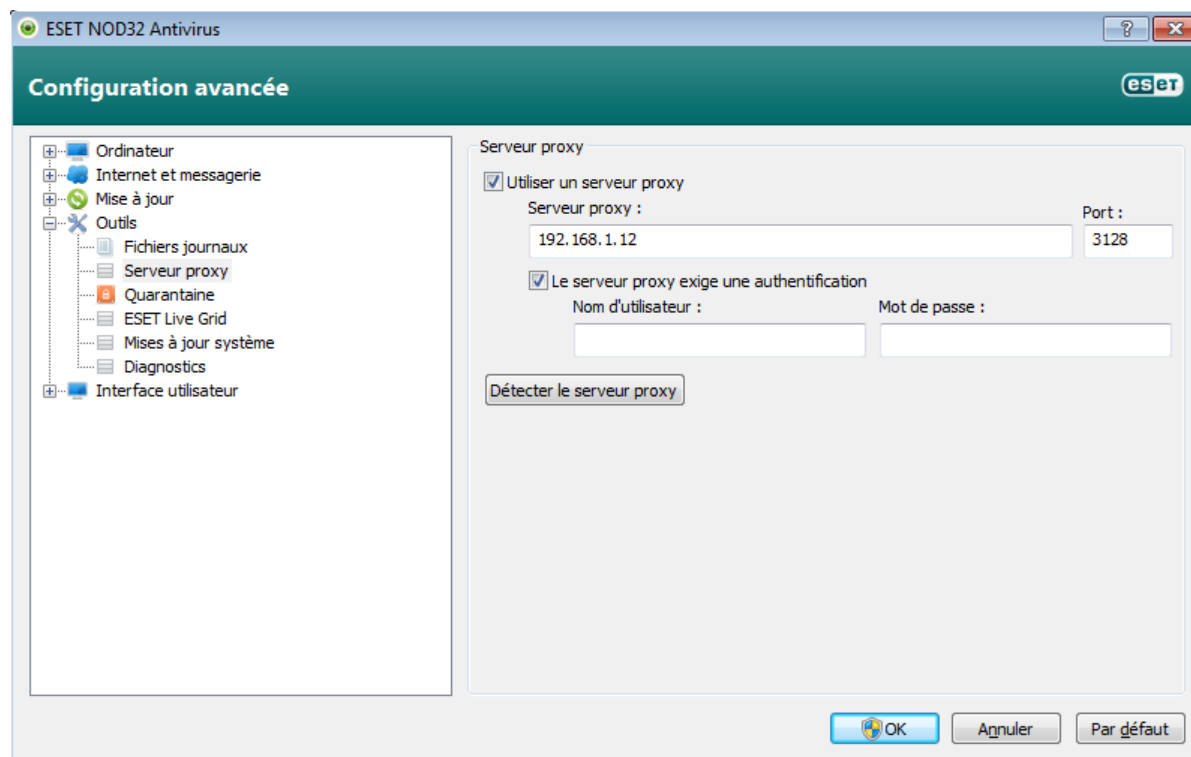 ESET NOD32 Antivirus
Configuration avancée
eseT
Ordinateur
Internet et messagerie
Mise à jour
Outils
Fichiers journaux
Serveur proxy
Quarantaine
ESET Live Grid
Mises à jour système
Diagnostics
Interface utilisateur
Serveur proxy
Utiliser un serveur proxy
Serveur proxy :
Port :
192.168.1.12
3128
Le serveur proxy exige une authentification
Nom d'utilisateur :
Mot de passe :
Détecter le serveur proxy
OK
Annuler
Par défaut